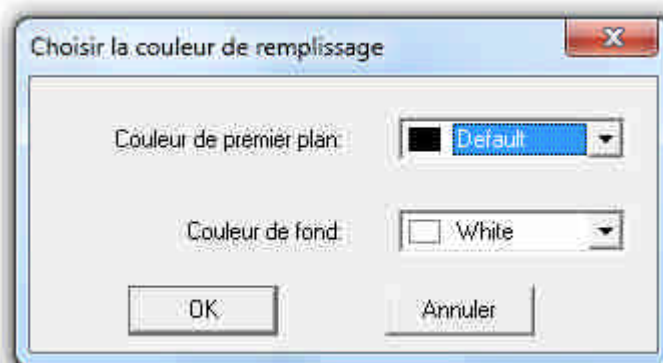 Choisir la couleur de remplissage
Couleur de premier plan: Default
Couleur de fond: White
OK Annuler